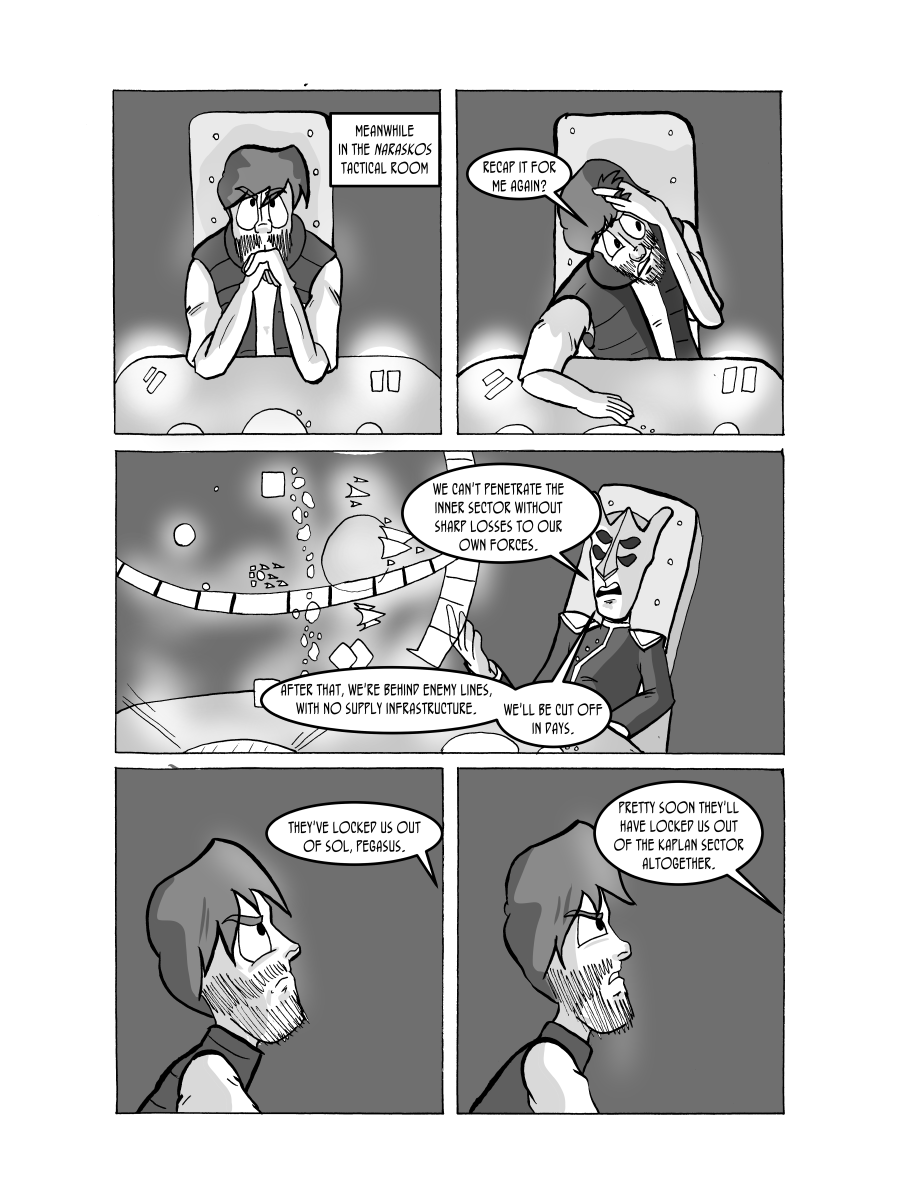 MEANWHILE
IN THE NARASKOS
TACTICAL ROOM
RECAP IT FOR
ME AGAIN?
WE CAN'T PENETRATE THE
INNER SECTOR WITHOUT
SHARP LOSSES TO OUR
OWN FORCES.
AFTER THAT, WE'RE BEHIND ENEMY LINES,
WITH NO SUPPLY INFRASTRUCTURE.
WE'LL BE CUT OFF
IN DAYS.
THEY'VE LOCKED US OUT
OF SOL, PEGASUS.
PRETTY SOON THEY'LL
HAVE LOCKED US OUT
OF THE KAPLAN SECTOR
ALTOGETHER.